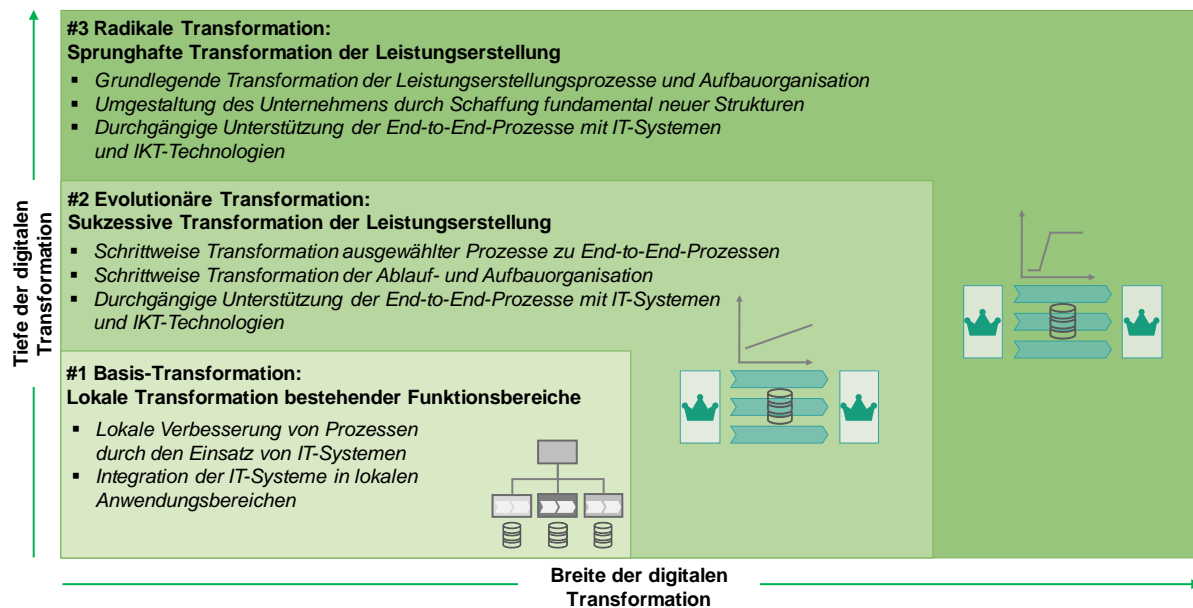 #3 Radikale Transformation:
Sprunghafte Transformation der Leistungserstellung
▪ Grundlegende Transformation der Leistungserstellungsprozesse und Aufbauorganisation
▪ Umgestaltung des Unternehmens durch Schaffung fundamental neuer Strukturen
▪ Durchgängige Unterstützung der End-to-End-Prozesse mit IT-Systemen
und IKT-Technologien
#2 Evolutionäre Transformation:
Sukzessive Transformation der Leistungserstellung
▪ Schrittweise Transformation ausgewählter Prozesse zu End-to-End-Prozessen
▪ Schrittweise Transformation der Ablauf- und Aufbauorganisation
▪ Durchgängige Unterstützung der End-to-End-Prozesse mit IT-Systemen
und IKT-Technologien
#1 Basis-Transformation:
Lokale Transformation bestehender Funktionsbereiche
▪ Lokale Verbesserung von Prozessen
durch den Einsatz von IT-Systemen
▪ Integration der IT-Systeme in lokalen
Anwendungsbereichen
Tiefe der digitalen
Transformation
Breite der digitalen
Transformation